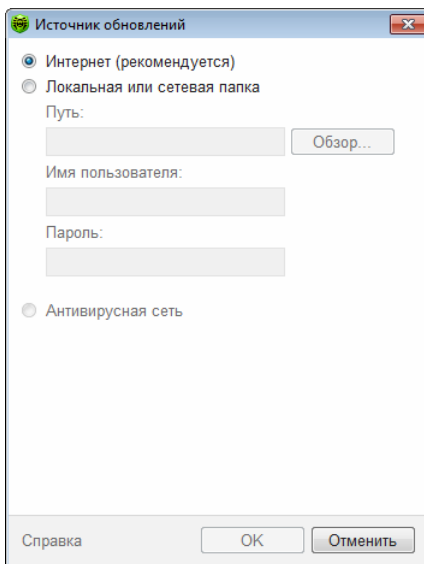 Источник обновлений
Интернет (рекомендуется)
Локальная или сетевая папка
Путь:
Обзор...
Имя пользователя:
Пароль:
Антивирусная сеть
Справка
OK
Отменить